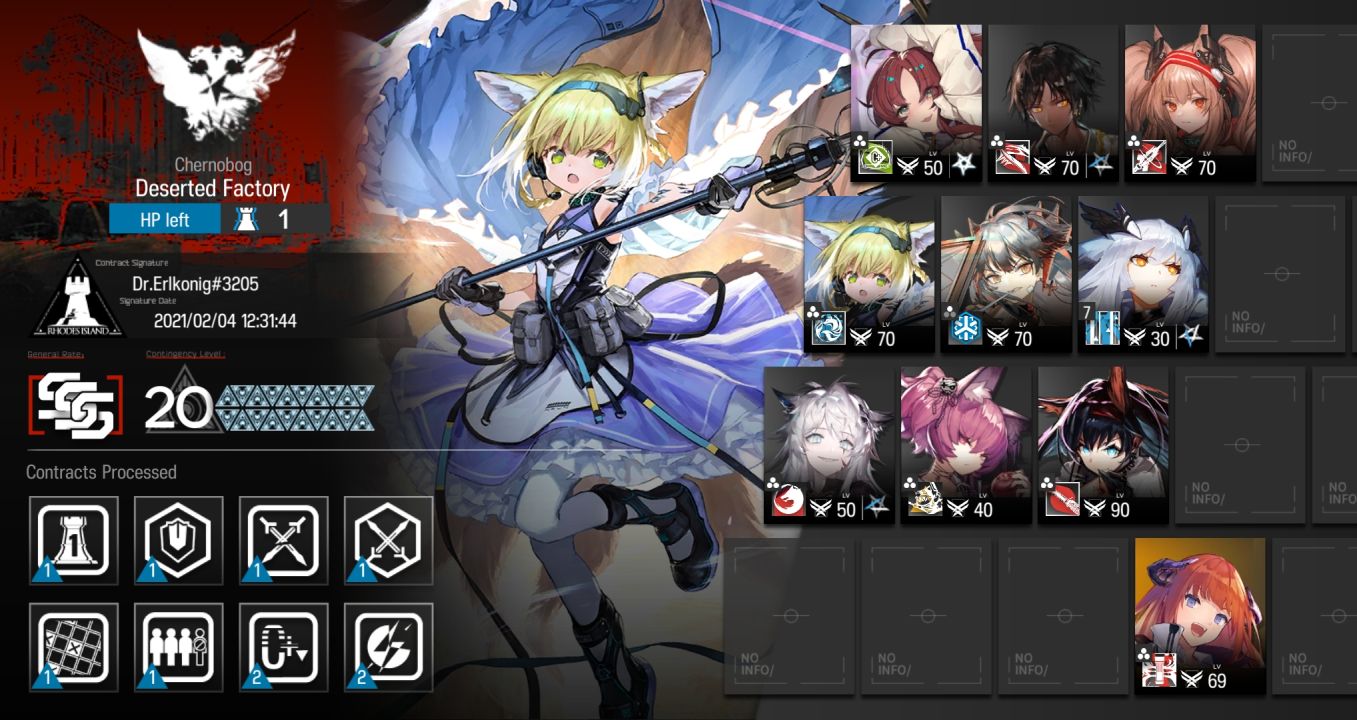 Chernobog
Deserted Factory
HP left 1
Contract Signature
Dr.Erlkonig#3205
Signature Date
2021/02/04 12:31:44
RHODES ISLAND
General Rate:
Contingency Level:
SSS
20
Contracts Processed
1
1
1
1
1
1
1
2
2
LV
50
LV
70
LV
70
NO
INFO/
LV
70
LV
70
7
LV
30
NO
INFO/
LV
50
LV
40
LV
90
NO
INFO/
NO
INFO/
NO
INFO/
NO
INFO/
NO
INFO/
LV
69
NO
INFO/